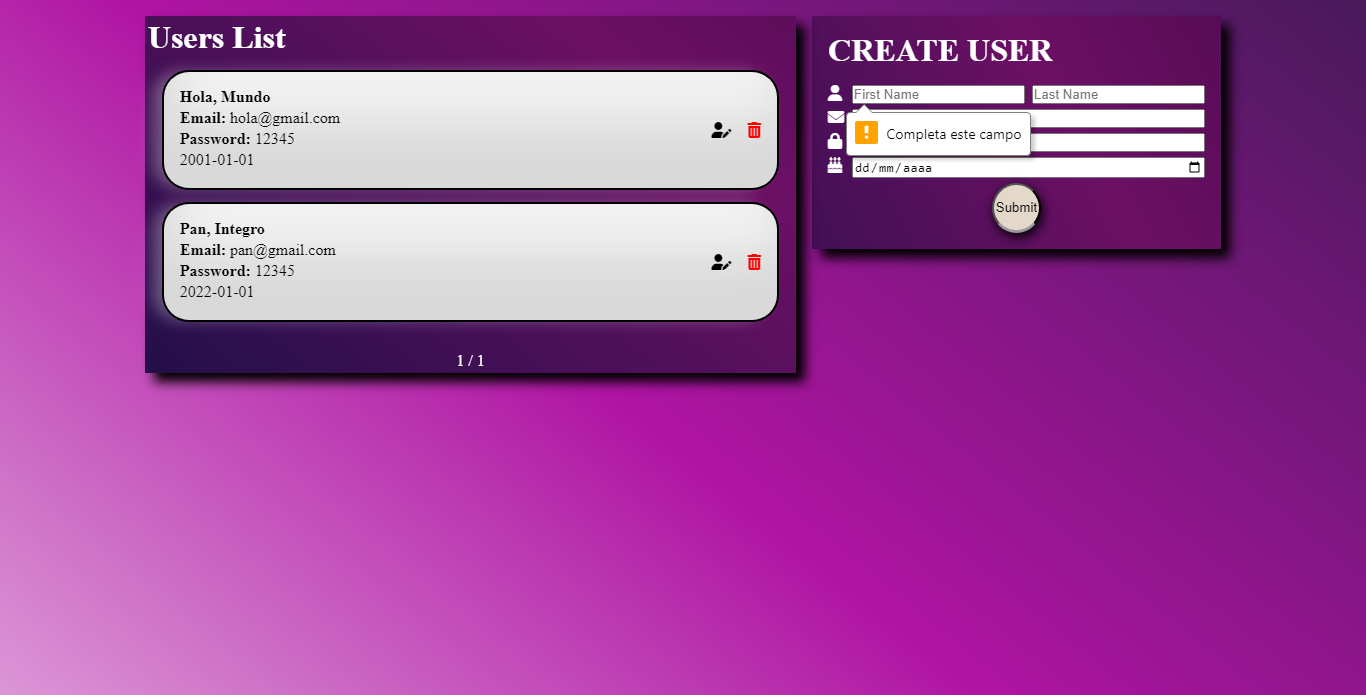 Users List
Hola, Mundo
Email: hola@gmail.com
Password: 12345
2001-01-01
Pan, Integro
Email: pan@gmail.com
Password: 12345
2022-01-01
1 / 1
CREATE USER
First Name
Last Name
Completa este campo
dd/mm/aaaa
Submit